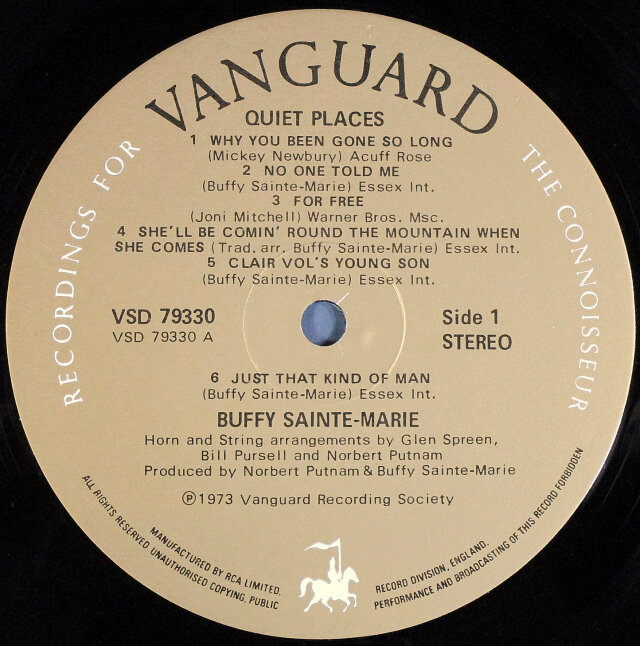 VANGUARD
RECORDINGS FOR
THE CONNOISSEUR
QUIET PLACES
1 WHY YOU BEEN GONE SO LONG
(Mickey Newbury) Acuff Rose
2 NO ONE TOLD ME
(Buffy Sainte-Marie) Essex Int.
3 FOR FREE
(Joni Mitchell) Warner Bros. Msc.
4 SHE'LL BE COMIN' ROUND THE MOUNTAIN WHEN
SHE COMES (Trad. arr. Buffy Sainte-Marie) Essex Int.
5 CLAIR VOL'S YOUNG SON
(Buffy Sainte-Marie) Essex Int.
VSD 79330
VSD 79330 A
Side 1
STEREO
6 JUST THAT KIND OF MAN
(Buffy Sainte-Marie) Essex Int.
BUFFY SAINTE-MARIE
Horn and String arrangements by Glen Spreen,
Bill Pursell and Norbert Putnam
Produced by Norbert Putnam & Buffy Sainte-Marie
℗1973 Vanguard Recording Society
MANUFACTURED BY RCA LIMITED, RECORD DIVISION, ENGLAND.
ALL RIGHTS RESERVED UNAUTHORISED COPYING, PUBLIC PERFORMANCE AND BROADCASTING OF THIS RECORD FORBIDDEN